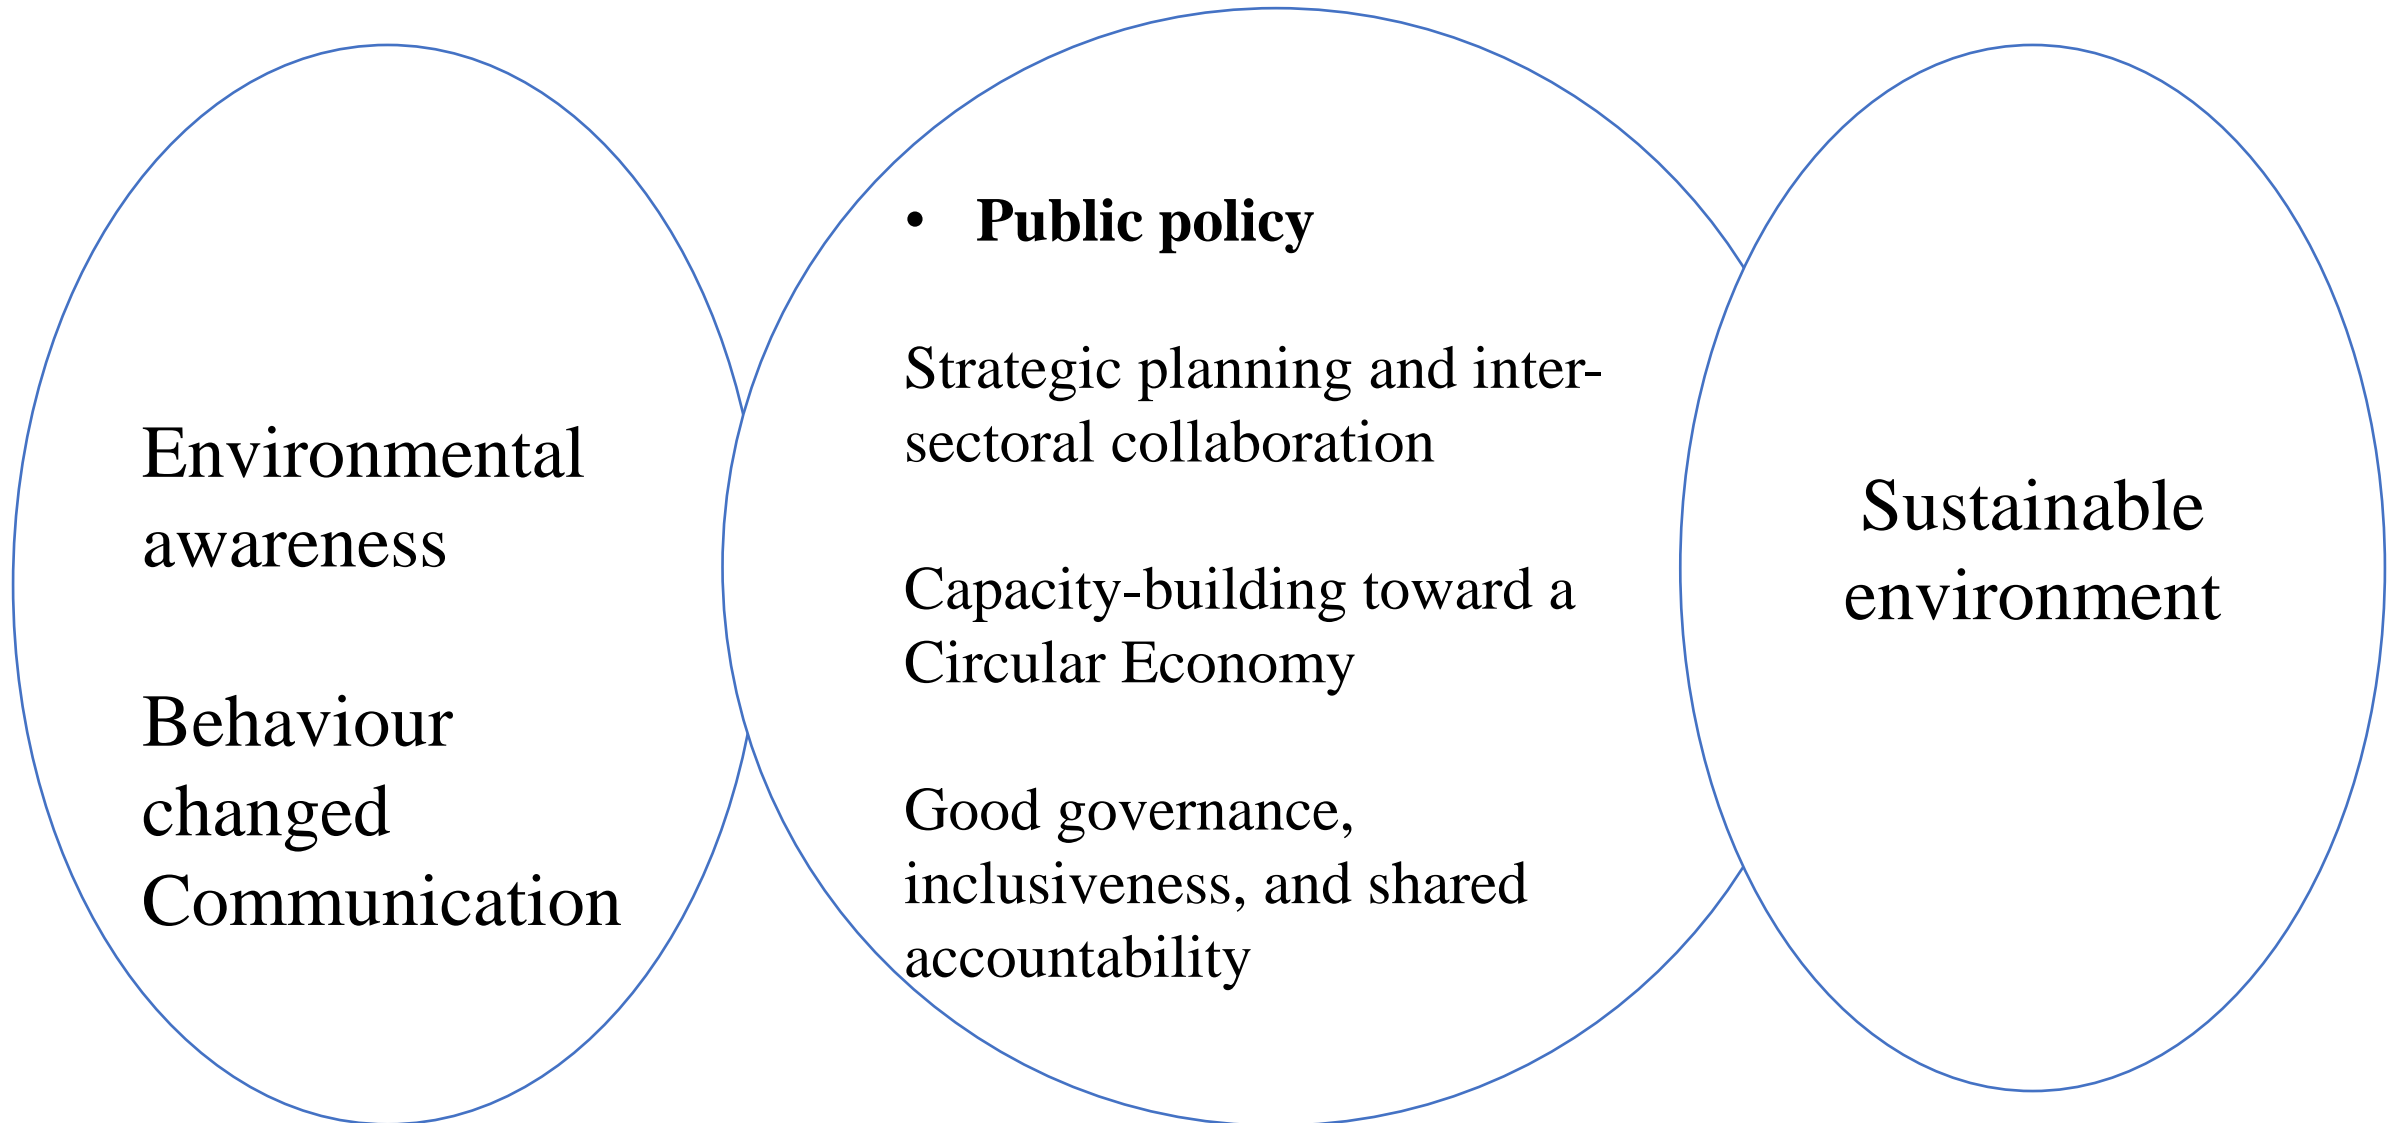 Environmental
awareness
Behaviour
changed
Communication
• Public policy
Strategic planning and inter-
sectoral collaboration
Capacity-building toward a
Circular Economy
Good governance,
inclusiveness, and shared
accountability
Sustainable
environment